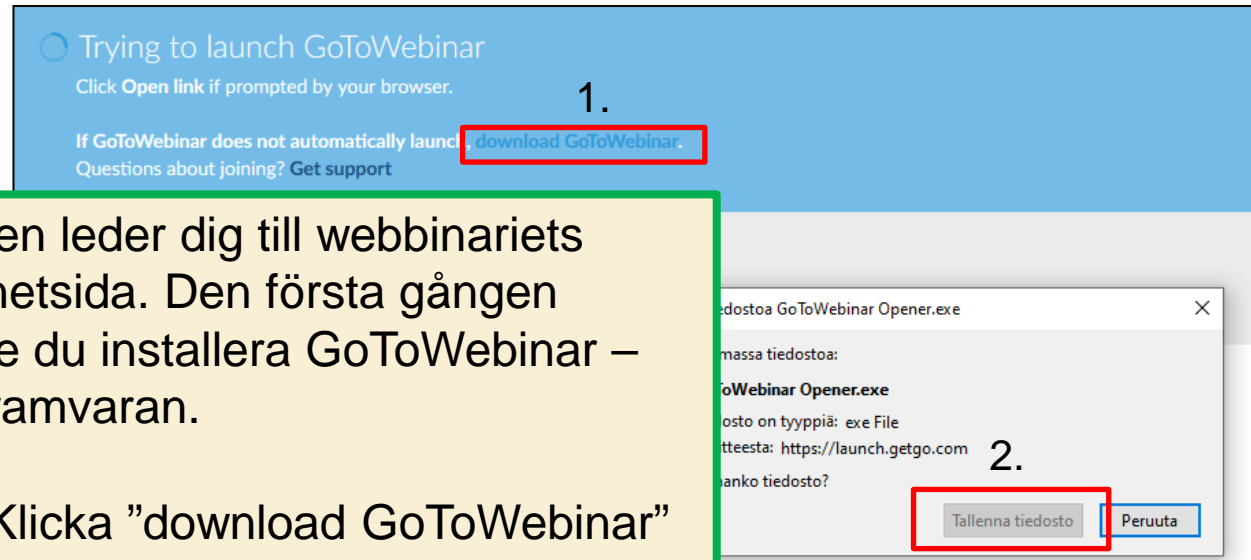 Trying to launch GoToWebinar
Click Open link if prompted by your browser.
1.
If GoToWebinar does not automatically launch, download GoToWebinar.
Questions about joining? Get support
en leder dig till webbinariets
netsida. Den första gången
e du installera GoToWebinar –
ramvaran.
Klicka ”download GoToWebinar”
edostoa GoToWebinar Opener.exe
massa tiedostoa:
oWebinar Opener.exe
dosto on tyyppiä: exe File
tteesta: https://launch.getgo.com
2.
anko tiedosto?
Tallenna tiedosto
Peruuta